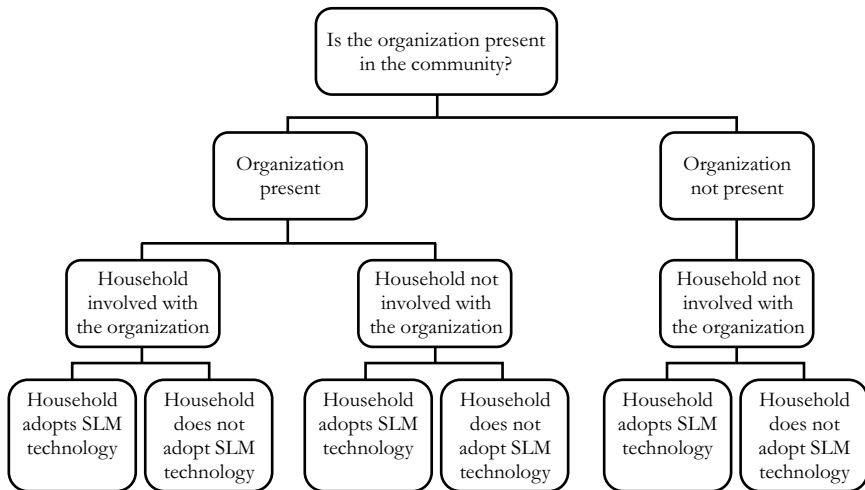 Is the organization present
in the community?
Organization
present
Organization
not present
Household
involved with
the organization
Household not
involved with
the organization
Household not
involved with
the organization
Household
adopts SLM
technology
Household
does not
adopt SLM
technology
Household
adopts SLM
technology
Household
does not
adopt SLM
technology
Household
adopts SLM
technology
Household
does not
adopt SLM
technology